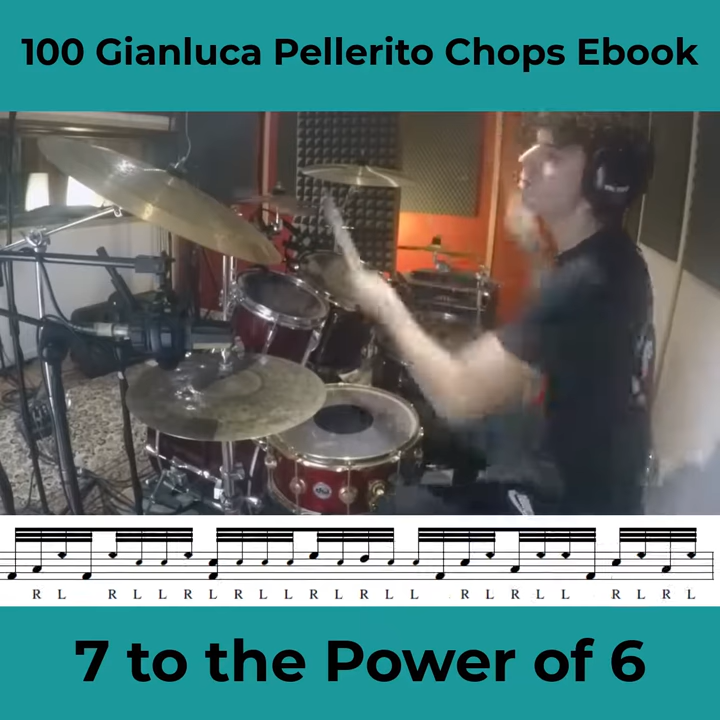 100 Gianluca Pellerito Chops Ebook
R L R L L R L R L L R L R L L R L R L L R L R L
7 to the Power of 6